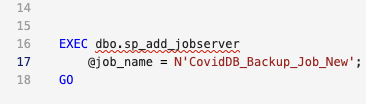 14
15
16 EXEC dbo.sp_add_jobserver
17 @job_name = N'CovidDB_Backup_Job_New';
18 GO